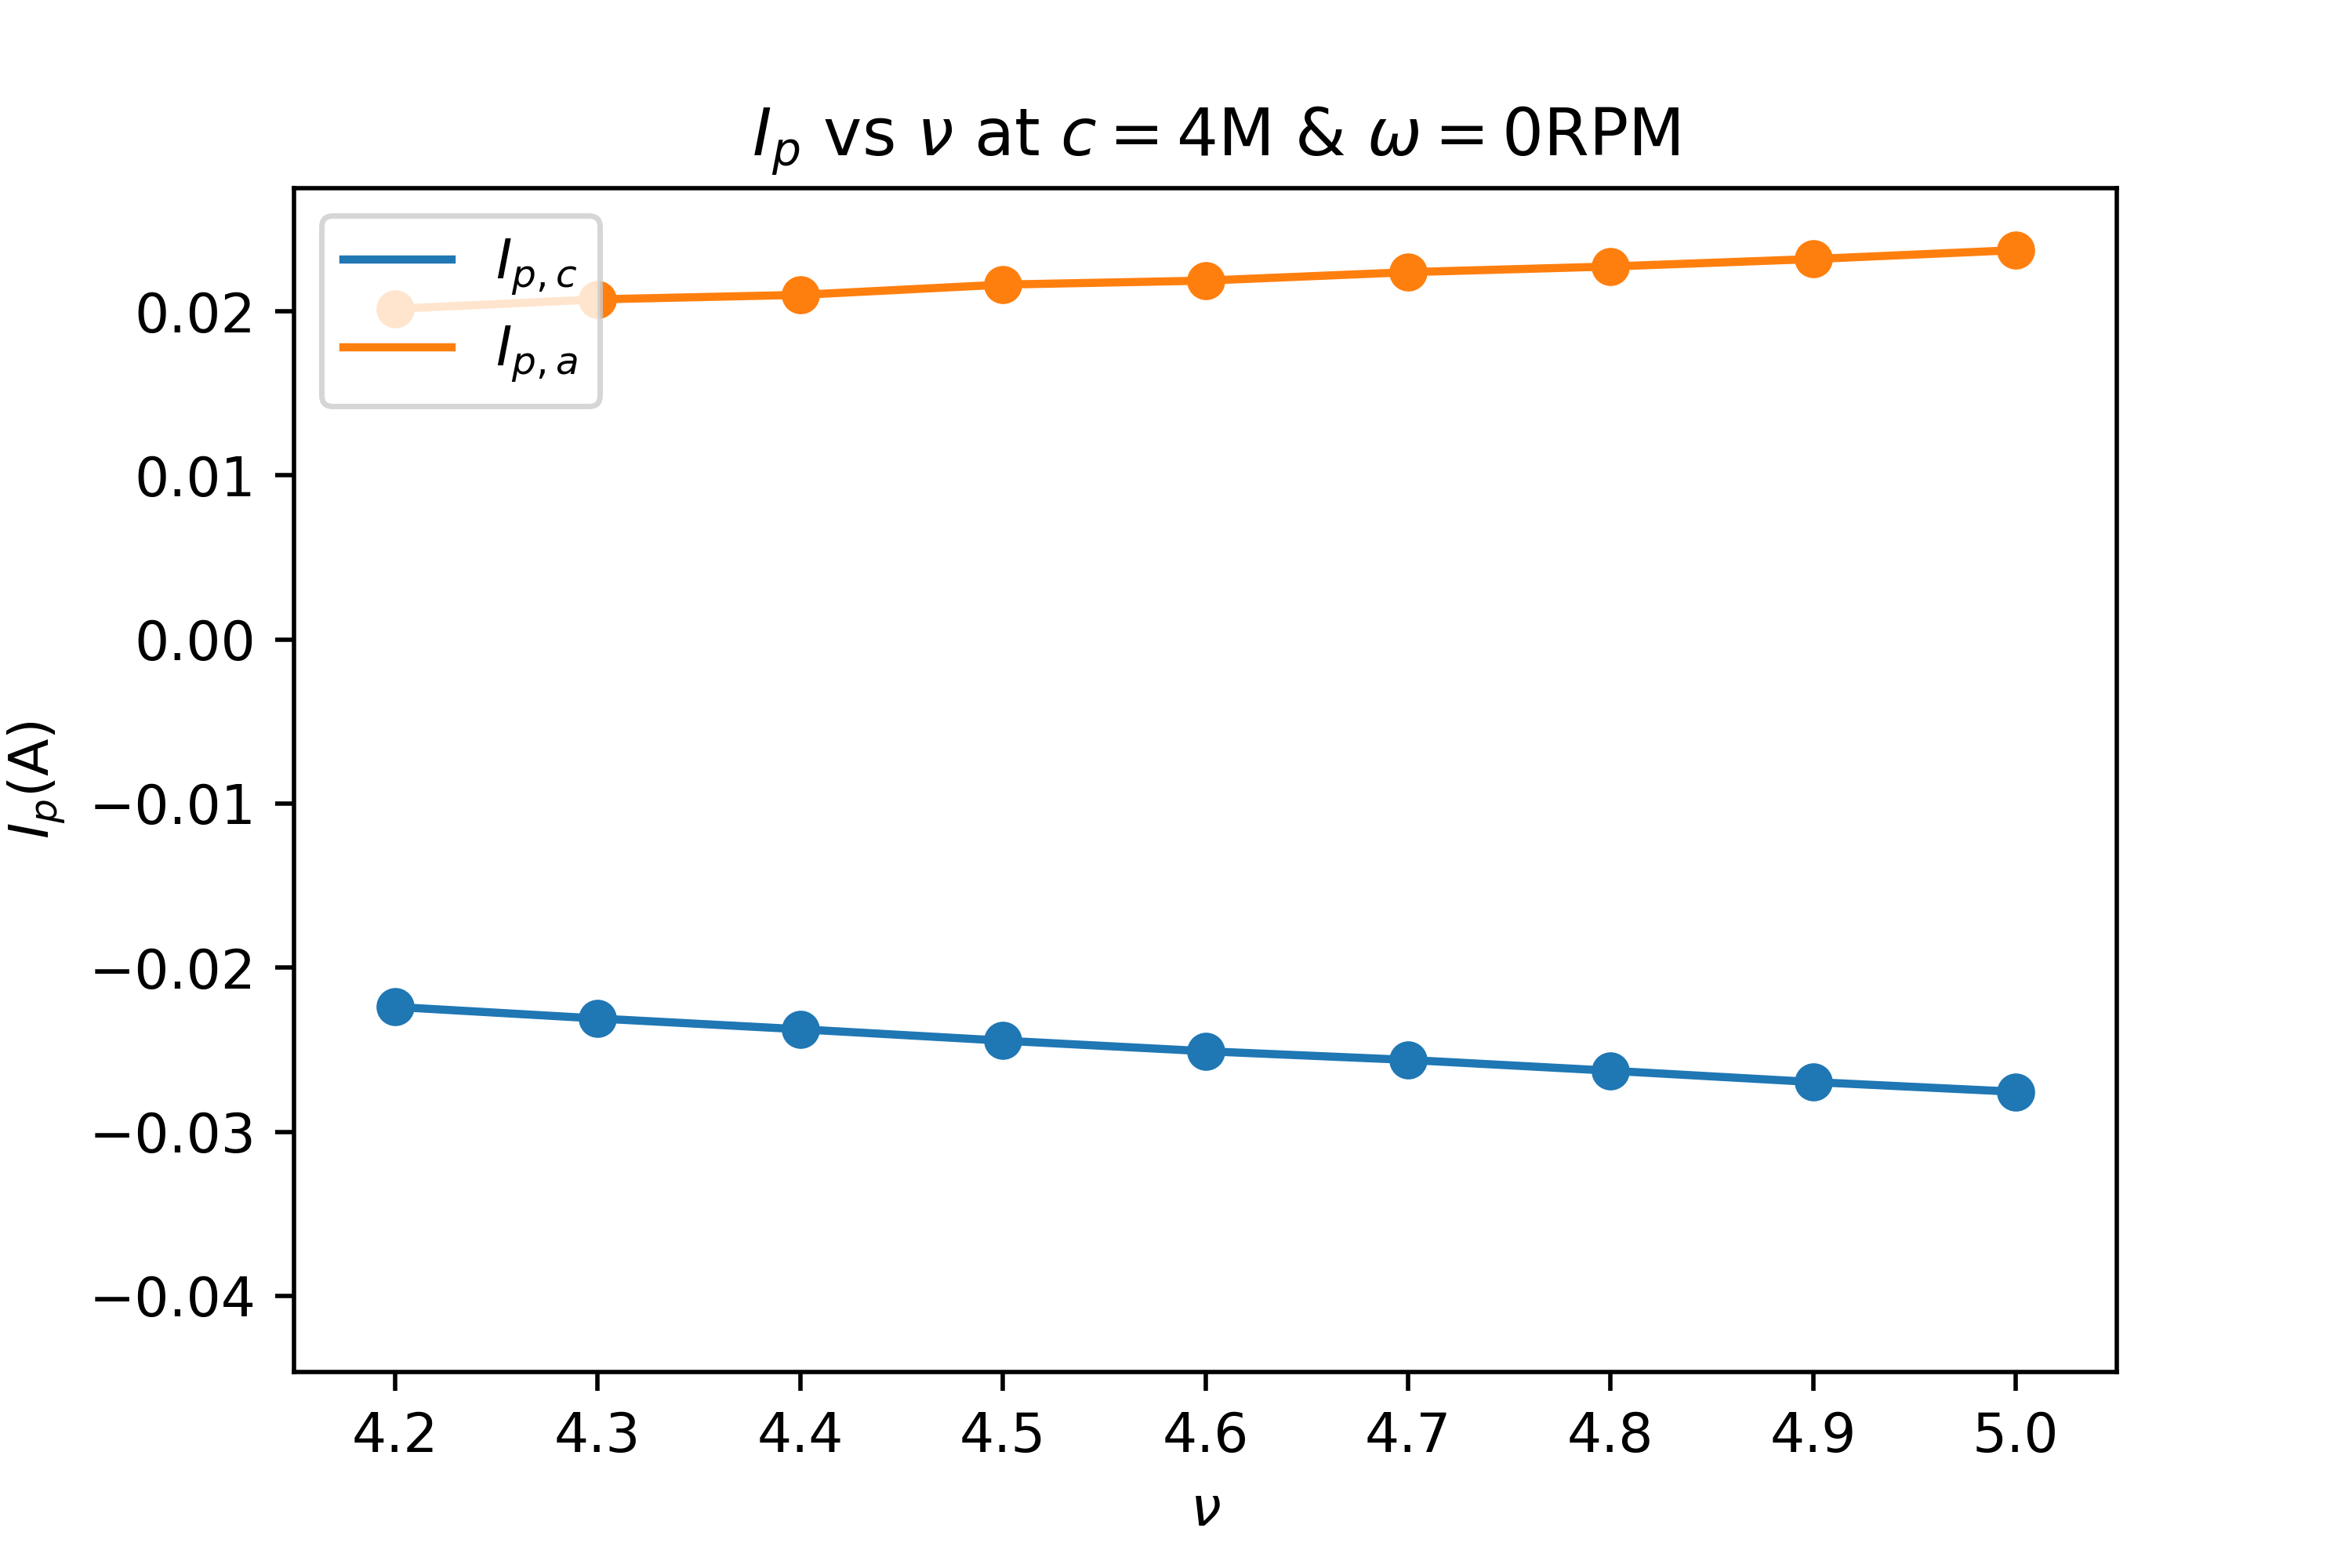 I_p vs ν at c = 4M & ω = 0RPM
I_{p,c}
I_{p,a}
0.02
0.01
0.00
−0.01
−0.02
−0.03
−0.04
I_p(A)
4.2 4.3 4.4 4.5 4.6 4.7 4.8 4.9 5.0
ν